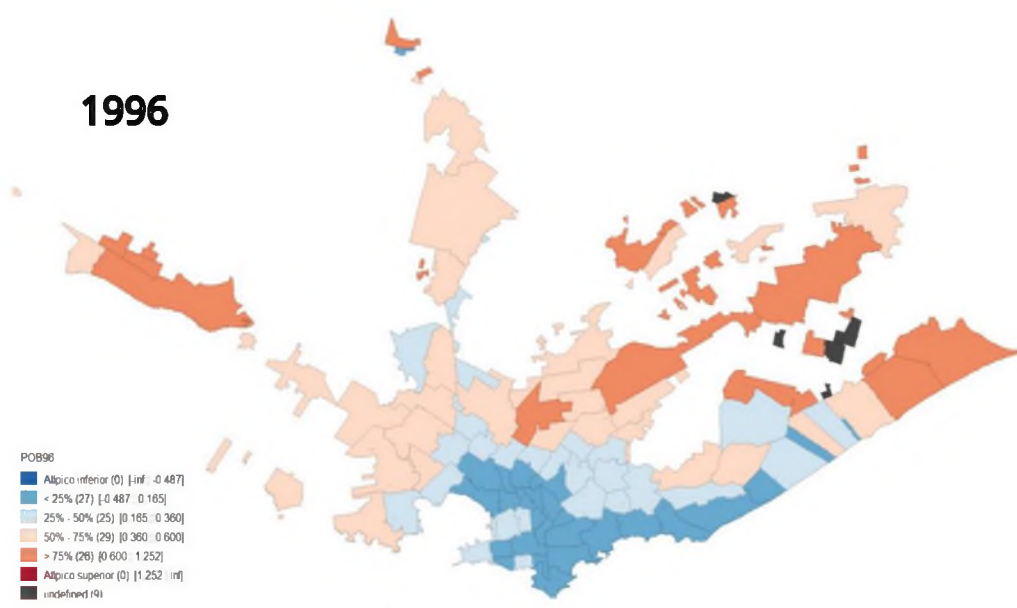 1996
POB96
Atípico inferior (0) [-inf : -0.487]
< 25% (27) [-0.487 : 0.165]
25% - 50% (25) [0.165 : 0.360]
50% - 75% (29) [0.360 : 0.600]
> 75% (26) [0.600 : 1.252]
Atípico superior (0) [1.252 : inf]
undefined (9)